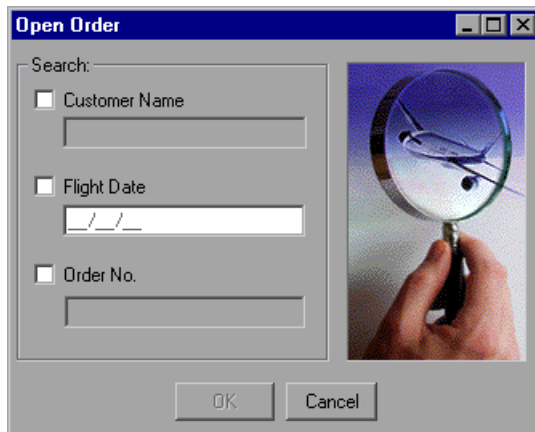 Open Order
Search:
Customer Name
Flight Date
__/__/__
Order No.
OK
Cancel